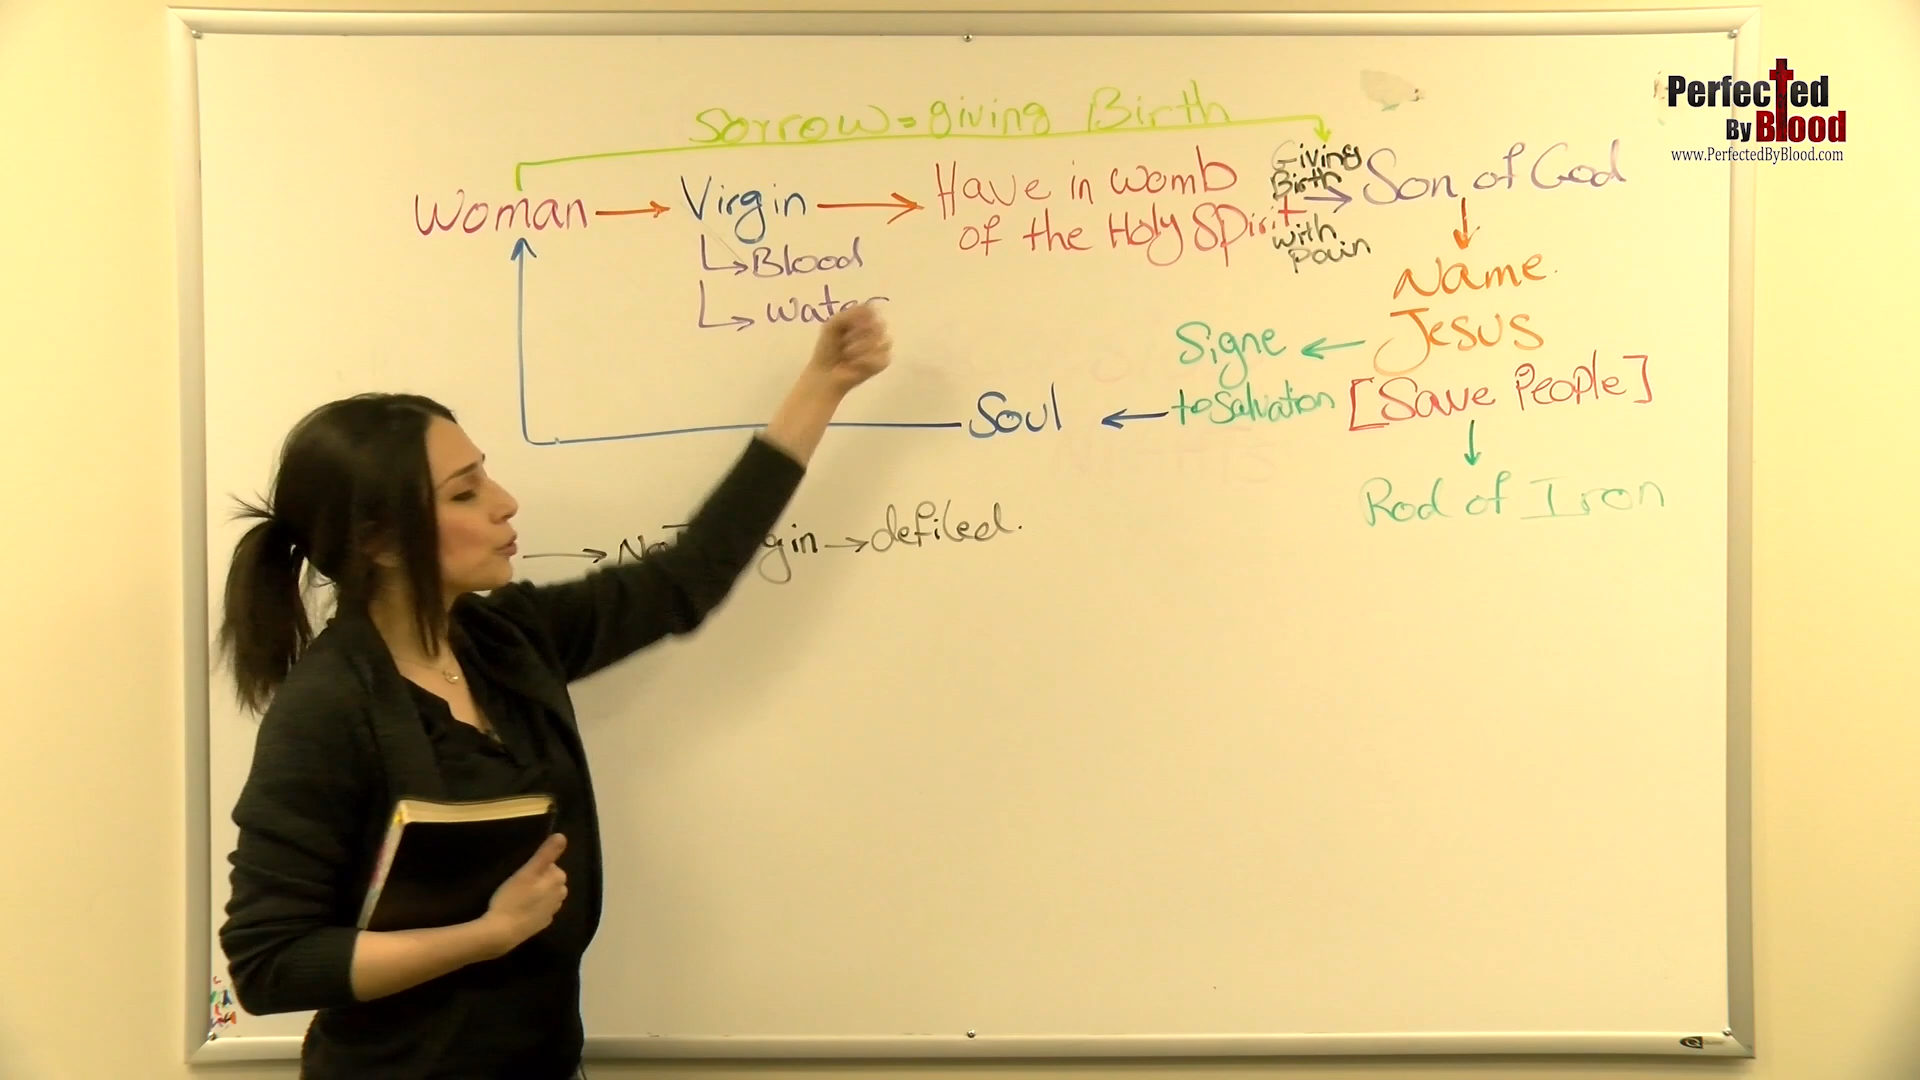 Sorrow = giving Birth
Perfected
By Blood
www.PerfectedByBlood.com
Woman → Virgin → Have in womb
of the Holy Spirit
Giving
Birth
→
with
Pain
Son of God
Blood
Water
Name
Jesus
Signe ←
[Save People]
to Salvation
Soul ←
Rod of Iron
→ Not Virgin → defiled.